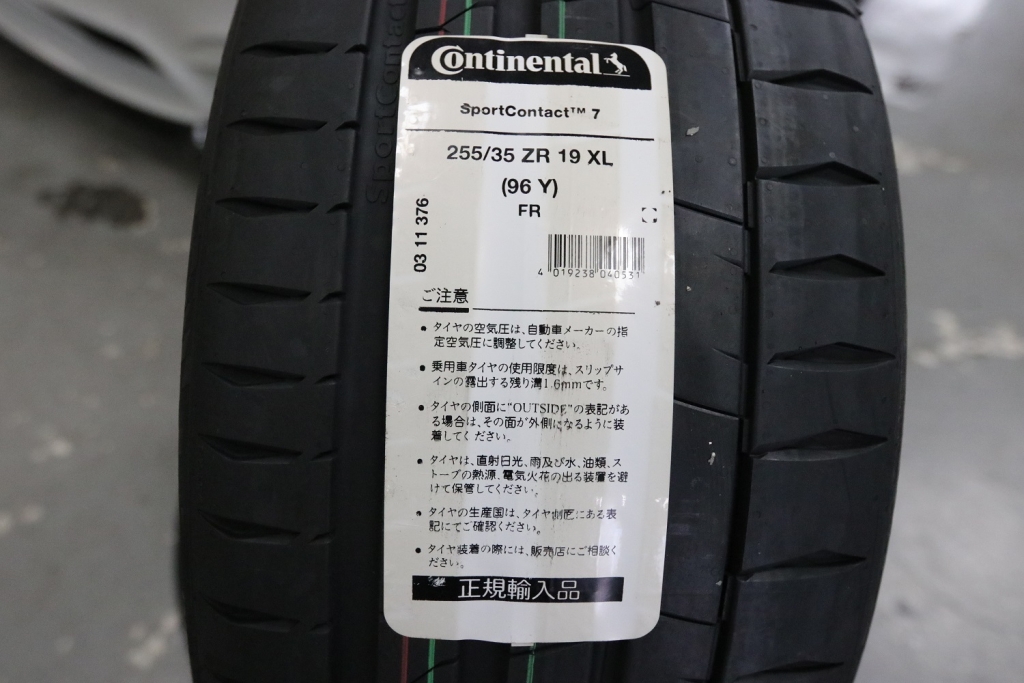 Continental
SportContact™ 7
255/35 ZR 19 XL
(96 Y)
FR
03 11 376
4 019238 040531
ご注意
• タイヤの空気圧は、自動車メーカーの指
定空気圧に調整してください。
• 乗用車タイヤの使用限度は、スリップサ
インの露出する残り溝1.6mmです。
• タイヤの側面に“OUTSIDE”の表記があ
る場合は、その面が外側になるように装
着してください。
• タイヤは、直射日光、雨及び水、油類、ス
トーブの熱源、電気火花の出る装置を避
けて保管してください。
• タイヤの生産国は、タイヤ側面にある表
記にてご確認ください。
• タイヤ装着の際には、販売店にご相談く
ださい。
正規輸入品
SportContact